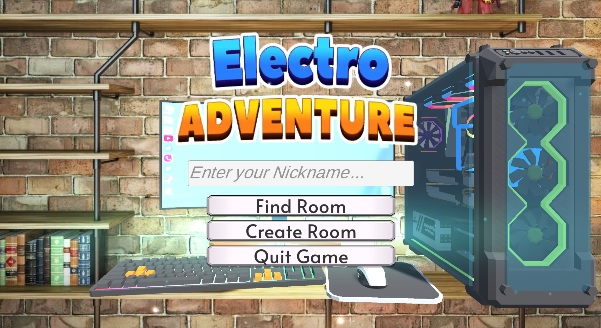 Electro
ADVENTURE
Enter your Nickname...
Find Room
Create Room
Quit Game